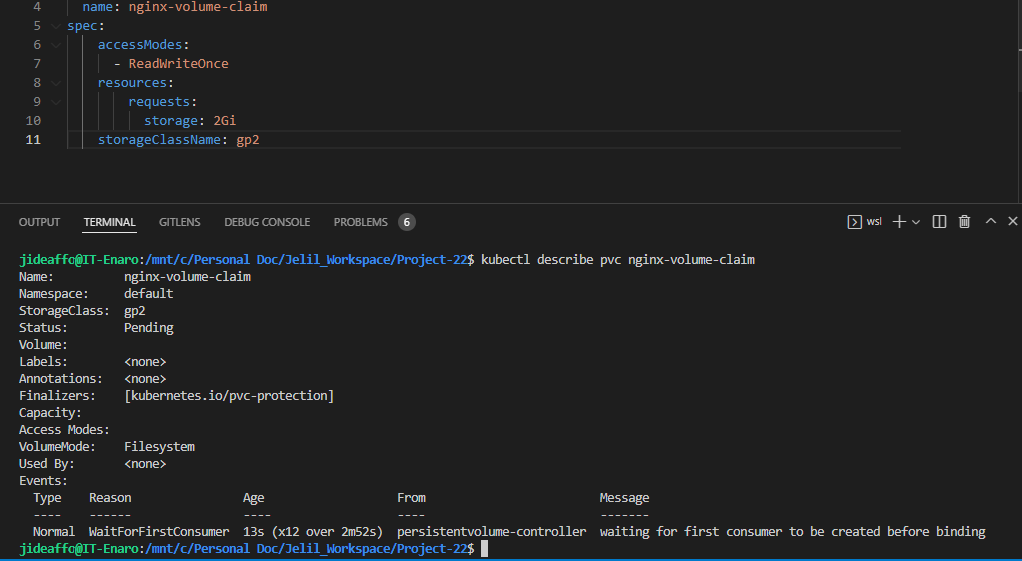 4 name: nginx-volume-claim
5 spec:
6 accessModes:
7 - ReadWriteOnce
8 resources:
9 requests:
10 storage: 2Gi
11 storageClassName: gp2
OUTPUT TERMINAL GITLENS DEBUG CONSOLE PROBLEMS 6 wsl
jideaffo@IT-Enaro:/mnt/c/Personal Doc/Jelil_Workspace/Project-22$ kubectl describe pvc nginx-volume-claim
Name: nginx-volume-claim
Namespace: default
StorageClass: gp2
Status: Pending
Volume:
Labels: <none>
Annotations: <none>
Finalizers: [kubernetes.io/pvc-protection]
Capacity:
Access Modes:
VolumeMode: Filesystem
Used By: <none>
Events:
Type Reason Age From Message
---- ------ ---- ---- -------
Normal WaitForFirstConsumer 13s (x12 over 2m52s) persistentvolume-controller waiting for first consumer to be created before binding
jideaffo@IT-Enaro:/mnt/c/Personal Doc/Jelil_Workspace/Project-22$